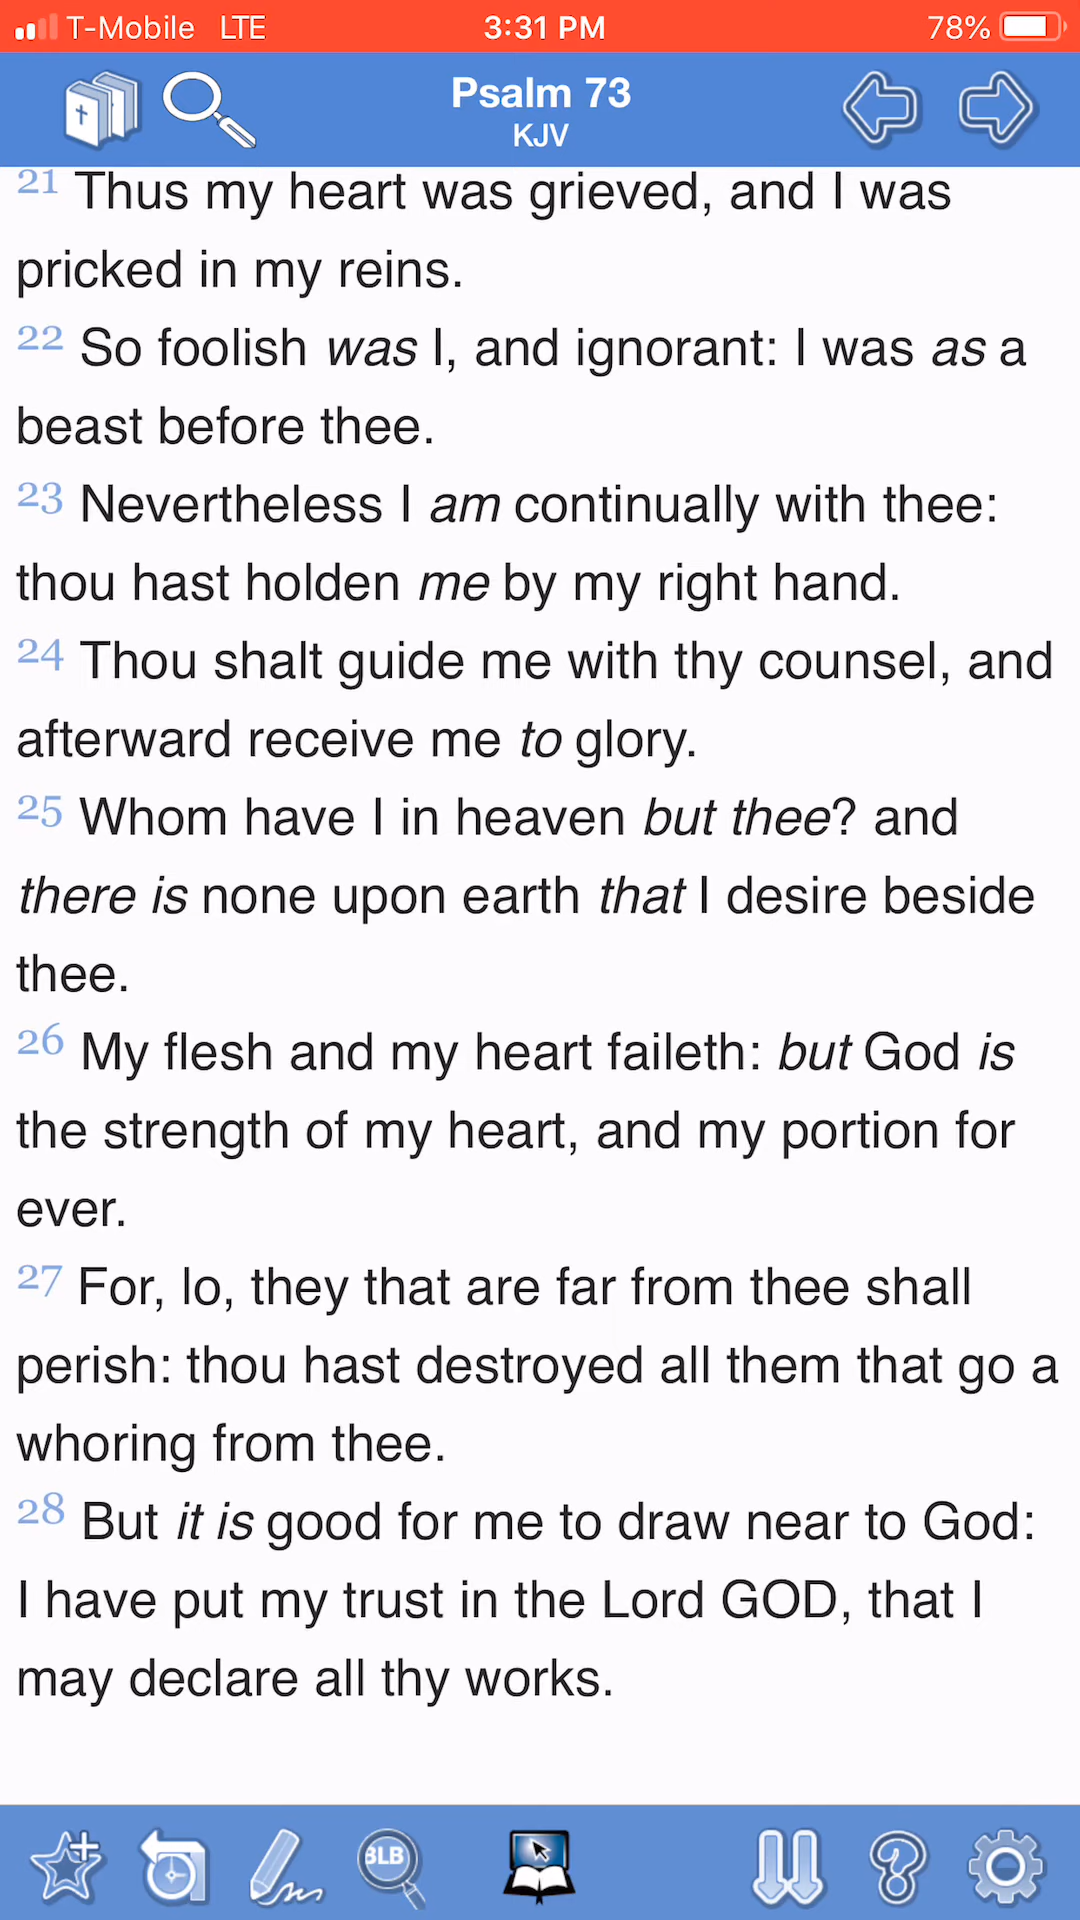 T-Mobile LTE 3:31 PM 78%
Psalm 73
KJV
21 Thus my heart was grieved, and I was
pricked in my reins.
22 So foolish was I, and ignorant: I was as a
beast before thee.
23 Nevertheless I am continually with thee:
thou hast holden me by my right hand.
24 Thou shalt guide me with thy counsel, and
afterward receive me to glory.
25 Whom have I in heaven but thee? and
there is none upon earth that I desire beside
thee.
26 My flesh and my heart faileth: but God is
the strength of my heart, and my portion for
ever.
27 For, lo, they that are far from thee shall
perish: thou hast destroyed all them that go a
whoring from thee.
28 But it is good for me to draw near to God:
I have put my trust in the Lord GOD, that I
may declare all thy works.
BLB